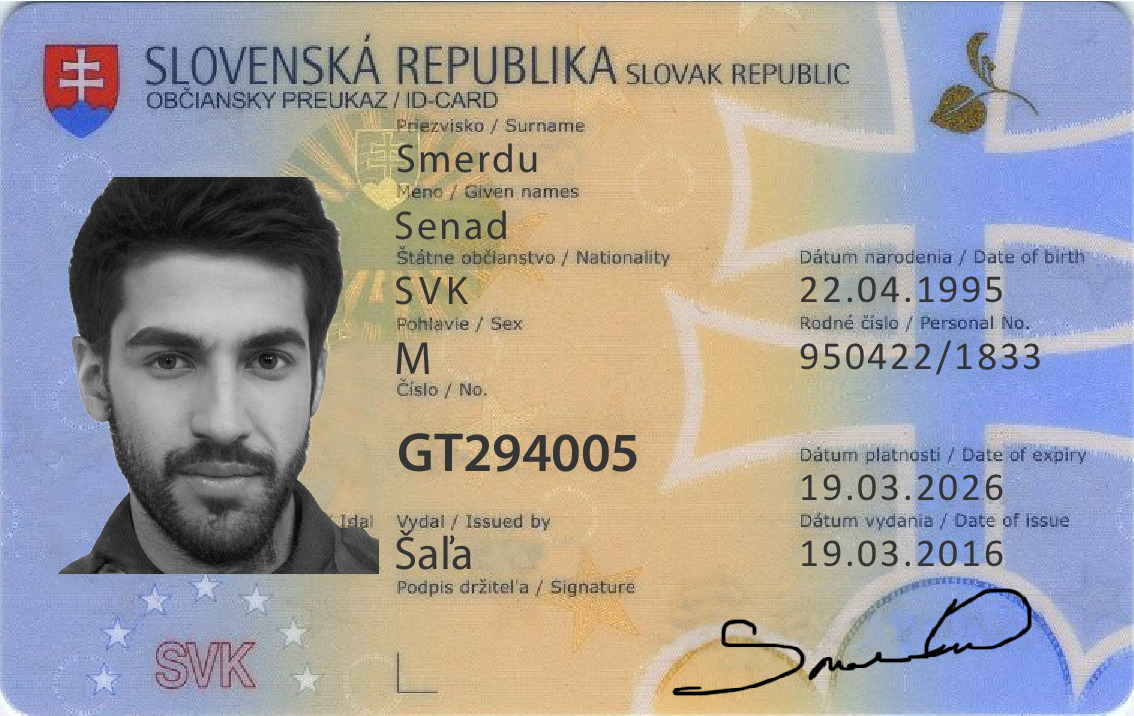 SLOVENSKÁ REPUBLIKA SLOVAK REPUBLIC
OBČIANSKY PREUKAZ / ID-CARD
Priezvisko / Surname
Smerdu
Meno / Given names
Senad
Štátne občianstvo / Nationality
SVK
Dátum narodenia / Date of birth
22.04.1995
Pohlavie / Sex
M
Rodné číslo / Personal No.
950422/1833
Číslo / No.
GT294005
Dátum platnosti / Date of expiry
19.03.2026
Vydal / Issued by
Šaľa
Dátum vydania / Date of issue
19.03.2016
Podpis držiteľa / Signature
SVK